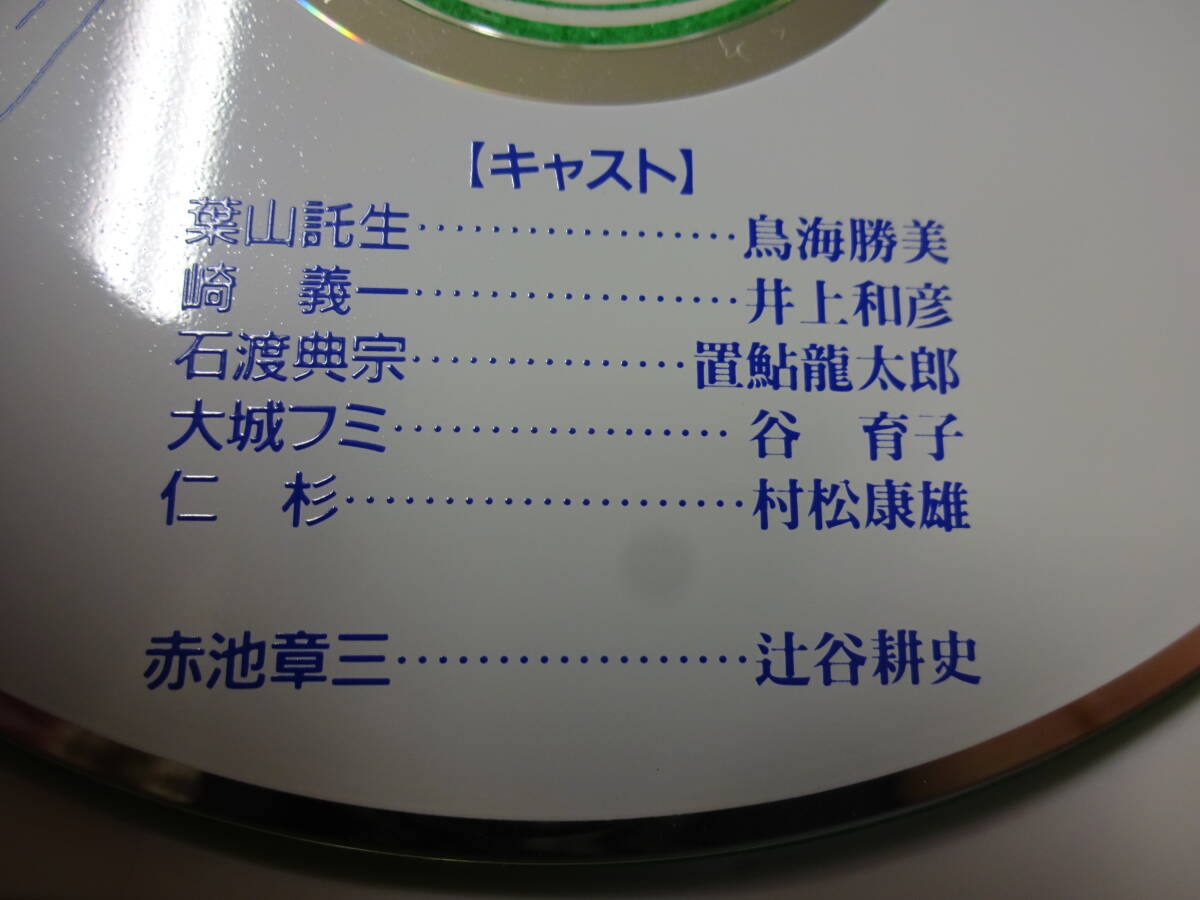 【キャスト】
葉山託生‥‥‥‥‥‥‥‥‥鳥海勝美
崎　義一‥‥‥‥‥‥‥‥‥井上和彦
石渡典宗‥‥‥‥‥‥‥‥置鮎龍太郎
大城フミ‥‥‥‥‥‥‥‥‥谷　育子
仁　杉‥‥‥‥‥‥‥‥‥‥村松康雄
赤池章三‥‥‥‥‥‥‥‥‥辻谷耕史